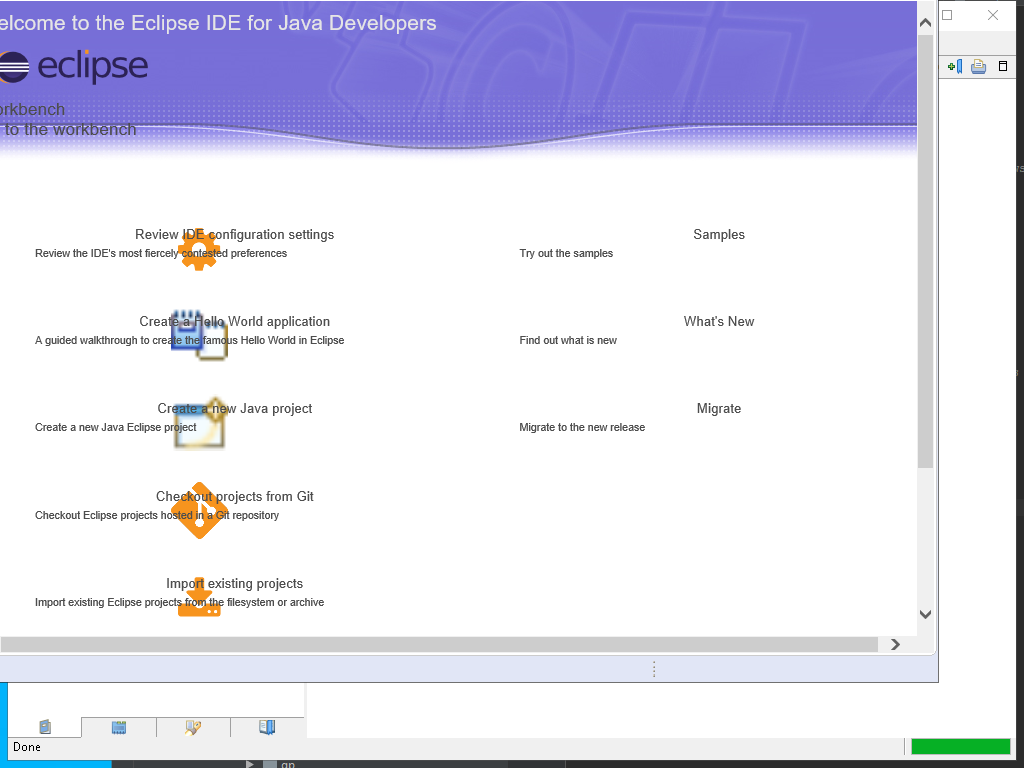 elcome to the Eclipse IDE for Java Developers
eclipse
orkbench
to the workbench
Review IDE configuration settings
Review the IDE's most fiercely contested preferences
Samples
Try out the samples
Create a Hello World application
A guided walkthrough to create the famous Hello World in Eclipse
What's New
Find out what is new
Create a new Java project
Create a new Java Eclipse project
Migrate
Migrate to the new release
Checkout projects from Git
Checkout Eclipse projects hosted in a Git repository
Import existing projects
Import existing Eclipse projects from the filesystem or archive
Done